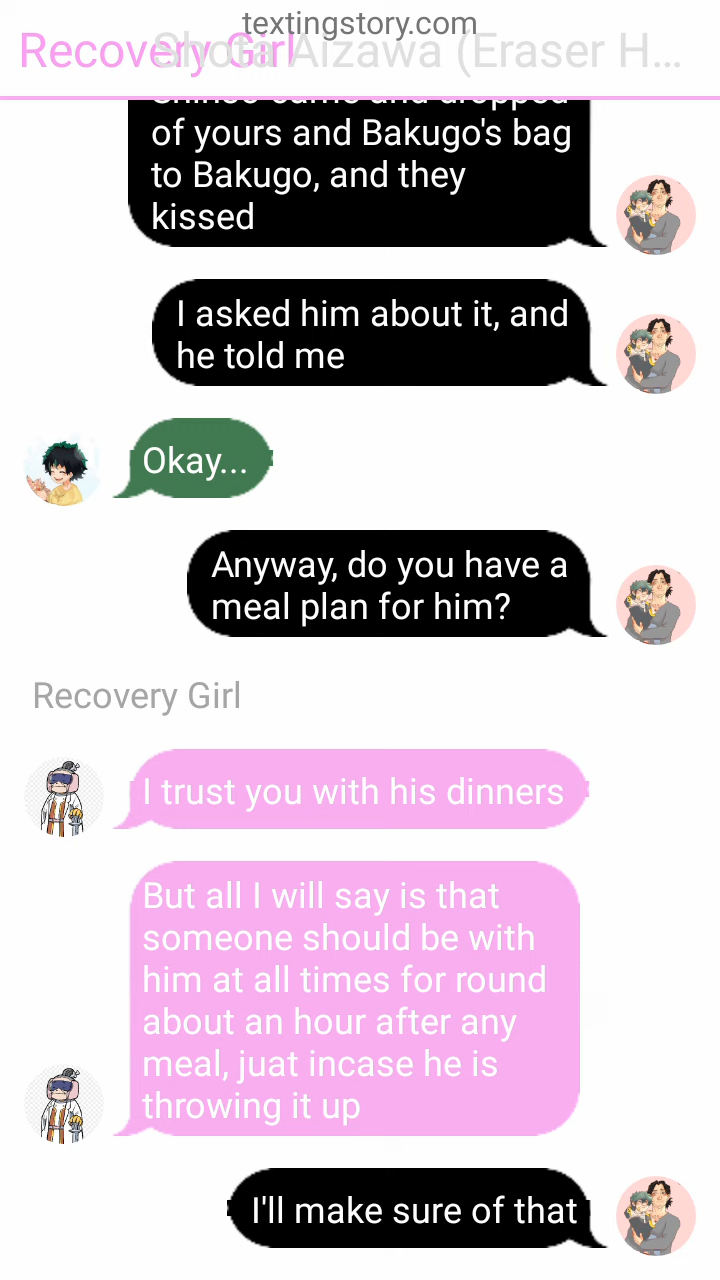 textingstory.com
Recovery Girl
Shota Aizawa (Eraser H...
of yours and Bakugo's bag
to Bakugo, and they
kissed
I asked him about it, and
he told me
Okay...
Anyway, do you have a
meal plan for him?
Recovery Girl
I trust you with his dinners
But all I will say is that
someone should be with
him at all times for round
about an hour after any
meal, juat incase he is
throwing it up
I'll make sure of that